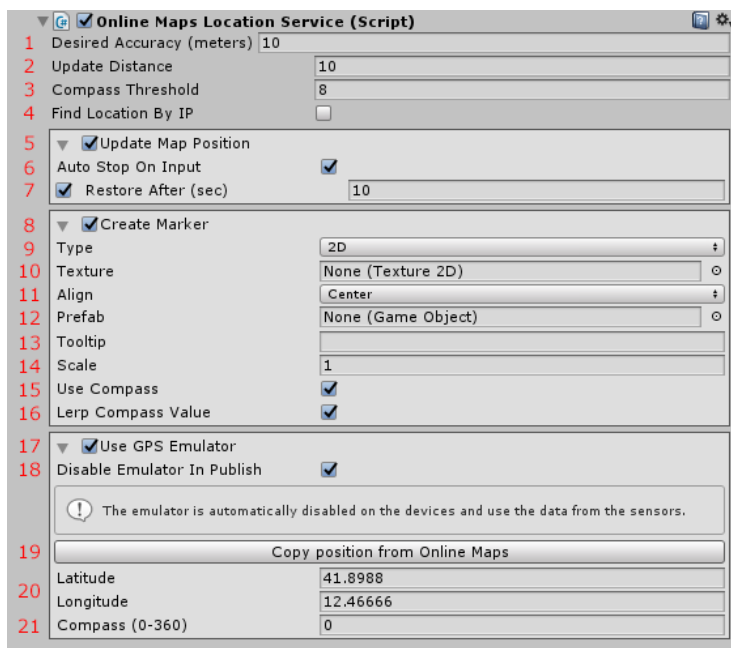 Online Maps Location Service (Script)
1 Desired Accuracy (meters) 10
2 Update Distance 10
3 Compass Threshold 8
4 Find Location By IP
5 Update Map Position
6 Auto Stop On Input
7 Restore After (sec) 10
8 Create Marker
9 Type 2D
10 Texture None (Texture 2D)
11 Align Center
12 Prefab None (Game Object)
13 Tooltip
14 Scale 1
15 Use Compass
16 Lerp Compass Value
17 Use GPS Emulator
18 Disable Emulator In Publish
The emulator is automatically disabled on the devices and use the data from the sensors.
19 Copy position from Online Maps
Latitude 41.8988
20
Longitude 12.46666
21 Compass (0-360) 0